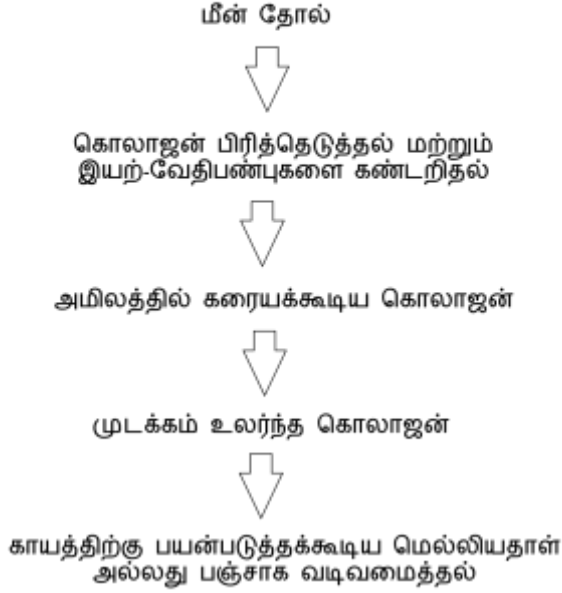 மீன் தோல்
கொலாஜன் பிரித்தெடுத்தல் மற்றும்
இயற்-வேதிபண்புகளை கண்டறிதல்
அமிலத்தில் கரையக்கூடிய கொலாஜன்
முடக்கம் உலர்ந்த கொலாஜன்
காயத்திற்கு பயன்படுத்தக்கூடிய மெல்லியதாள்
அல்லது பஞ்சாக வடிவமைத்தல்